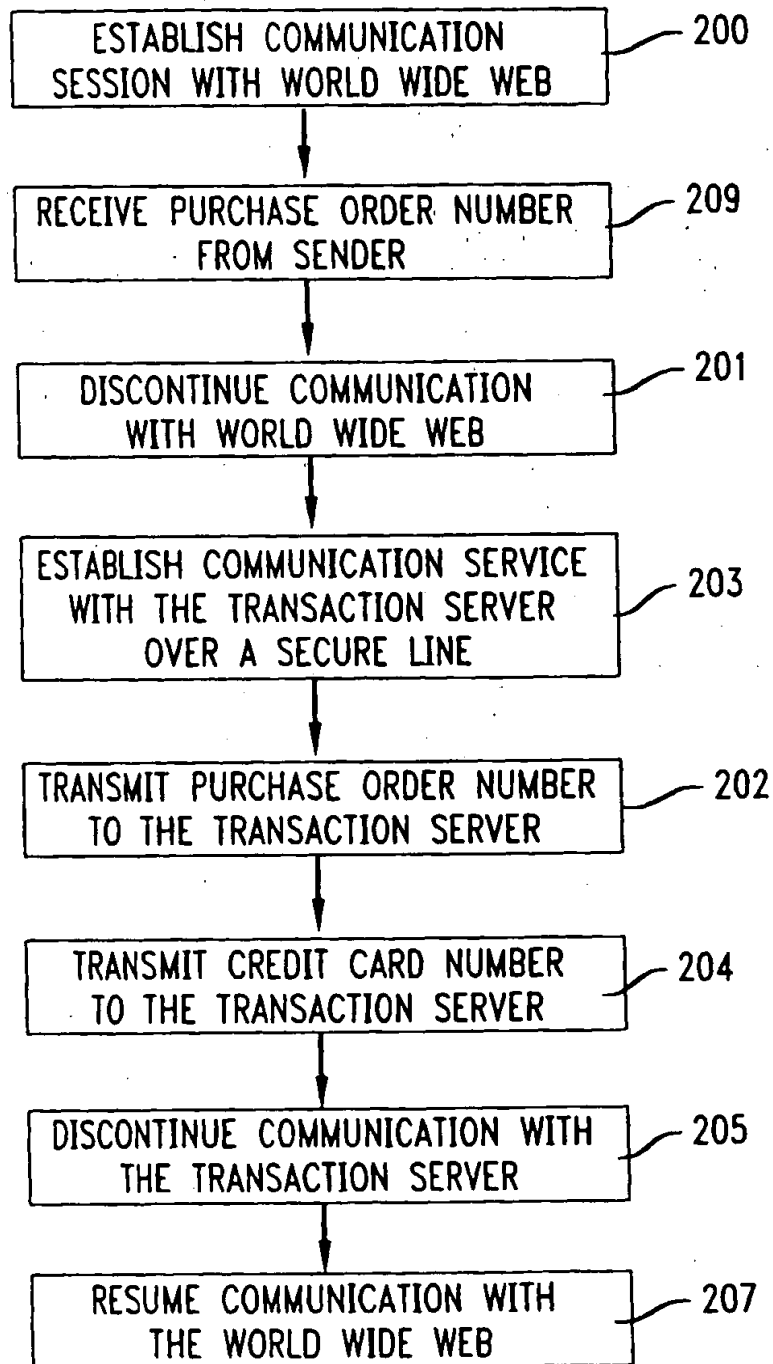 ESTABLISH COMMUNICATION
SESSION WITH WORLD WIDE WEB
200
RECEIVE PURCHASE ORDER NUMBER
FROM SENDER
209
DISCONTINUE COMMUNICATION
WITH WORLD WIDE WEB
201
ESTABLISH COMMUNICATION SERVICE
WITH THE TRANSACTION SERVER
OVER A SECURE LINE
203
TRANSMIT PURCHASE ORDER NUMBER
TO THE TRANSACTION SERVER
202
TRANSMIT CREDIT CARD NUMBER
TO THE TRANSACTION SERVER
204
DISCONTINUE COMMUNICATION WITH
THE TRANSACTION SERVER
205
RESUME COMMUNICATION WITH
THE WORLD WIDE WEB
207